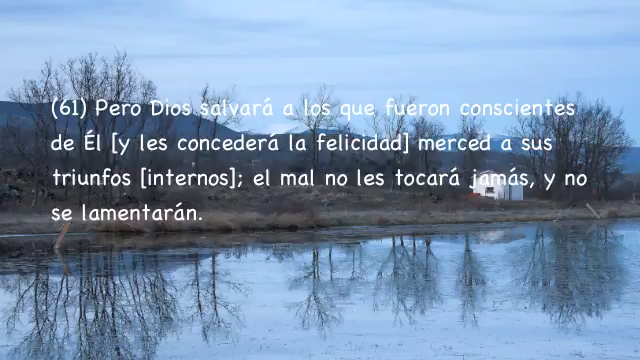 (61) Pero Dios salvará a los que fueron conscientes
de Él [y les concederá la felicidad] merced a sus
triunfos [internos]; el mal no les tocará jamás, y no
se lamentarán.